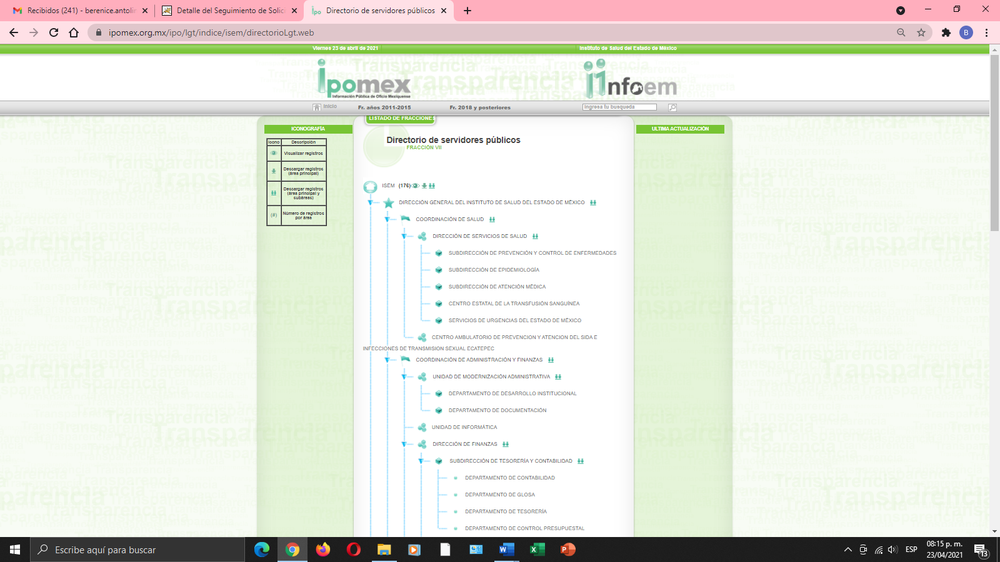 Recibidos (241) - berenice.antolin
Detalle del Seguimiento de Solic
Directorio de servidores públicos
ipomex.org.mx/ipo/lgt/indice/isem/directorioLgt.web
B
Viernes 23 de abril de 2021
Instituto de Salud del Estado de México
ipomex
Información Pública de Oficio Mexiquense
infoem
Inicio
Fr. años 2011-2015
Fr. 2018 y posteriores
Ingresa tu busqueda
LISTADO DE FRACCIONES
ICONOGRAFÍA
Icono Descripción
Visualizar registros
Descargar registros
(área principal)
Descargar registros
(área principal y
subáreas)
(#) Número de registros
por área
ULTIMA ACTUALIZACIÓN
Directorio de servidores públicos
FRACCIÓN VII
ISEM (176)
DIRECCIÓN GENERAL DEL INSTITUTO DE SALUD DEL ESTADO DE MÉXICO
COORDINACIÓN DE SALUD
DIRECCIÓN DE SERVICIOS DE SALUD
SUBDIRECCIÓN DE PREVENCIÓN Y CONTROL DE ENFERMEDADES
SUBDIRECCIÓN DE EPIDEMIOLOGÍA
SUBDIRECCIÓN DE ATENCIÓN MÉDICA
CENTRO ESTATAL DE LA TRANSFUSIÓN SANGUÍNEA
SERVICIOS DE URGENCIAS DEL ESTADO DE MÉXICO
CENTRO AMBULATORIO DE PREVENCION Y ATENCION DEL SIDA E
INFECCIONES DE TRANSMISION SEXUAL ECATEPEC
COORDINACIÓN DE ADMINISTRACIÓN Y FINANZAS
UNIDAD DE MODERNIZACIÓN ADMINISTRATIVA
DEPARTAMENTO DE DESARROLLO INSTITUCIONAL
DEPARTAMENTO DE DOCUMENTACIÓN
UNIDAD DE INFORMÁTICA
DIRECCIÓN DE FINANZAS
SUBDIRECCIÓN DE TESORERÍA Y CONTABILIDAD
DEPARTAMENTO DE CONTABILIDAD
DEPARTAMENTO DE GLOSA
DEPARTAMENTO DE TESORERÍA
DEPARTAMENTO DE CONTROL PRESUPUESTAL
Escribe aquí para buscar
ESP
08:15 p. m.
23/04/2021
13